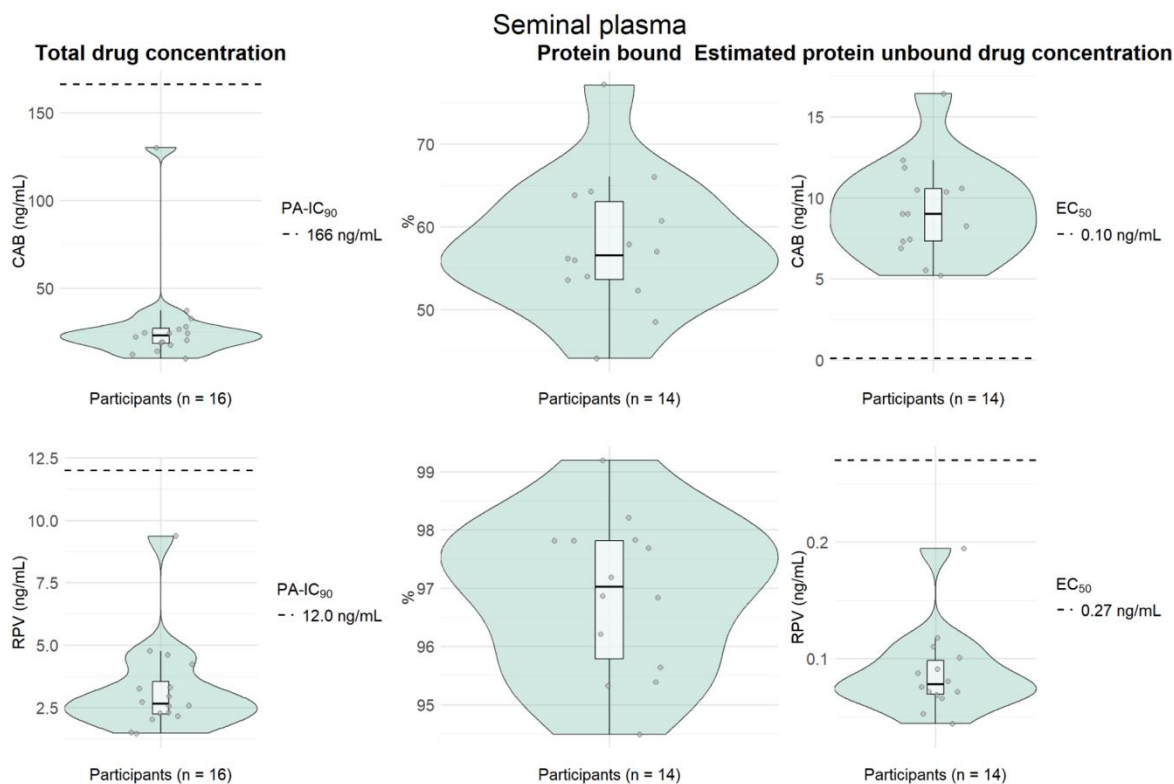 Seminal plasma
Total drug concentration
Protein bound
Estimated protein unbound drug concentration
CAB (ng/mL)
150
100
50
PA-IC₉₀
166 ng/mL
Participants (n = 16)
%
70
60
50
Participants (n = 14)
CAB (ng/mL)
15
10
5
0
EC₅₀
0.10 ng/mL
Participants (n = 14)
RPV (ng/mL)
12.5
10.0
7.5
5.0
2.5
PA-IC₉₀
12.0 ng/mL
Participants (n = 16)
%
99
98
97
96
95
Participants (n = 14)
RPV (ng/mL)
0.2
0.1
EC₅₀
0.27 ng/mL
Participants (n = 14)